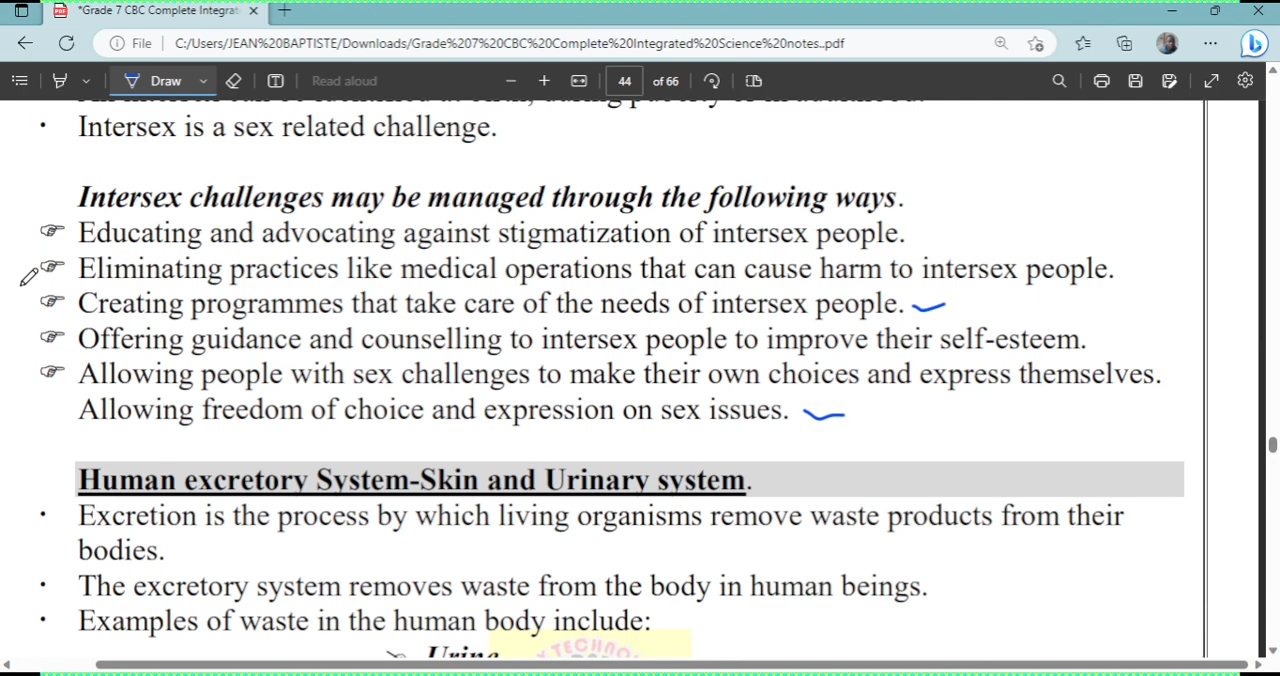 *Grade 7 CBC Complete Integrat
File | C:/Users/JEAN%20BAPTISTE/Downloads/Grade%207%20CBC%20Complete%20Integrated%20Science%20notes..pdf
Draw Read aloud 44 of 66
· Intersex is a sex related challenge.
Intersex challenges may be managed through the following ways.
☞ Educating and advocating against stigmatization of intersex people.
☞ Eliminating practices like medical operations that can cause harm to intersex people.
☞ Creating programmes that take care of the needs of intersex people.
☞ Offering guidance and counselling to intersex people to improve their self-esteem.
☞ Allowing people with sex challenges to make their own choices and express themselves.
Allowing freedom of choice and expression on sex issues.
Human excretory System-Skin and Urinary system.
· Excretion is the process by which living organisms remove waste products from their
bodies.
· The excretory system removes waste from the body in human beings.
· Examples of waste in the human body include:
Urine